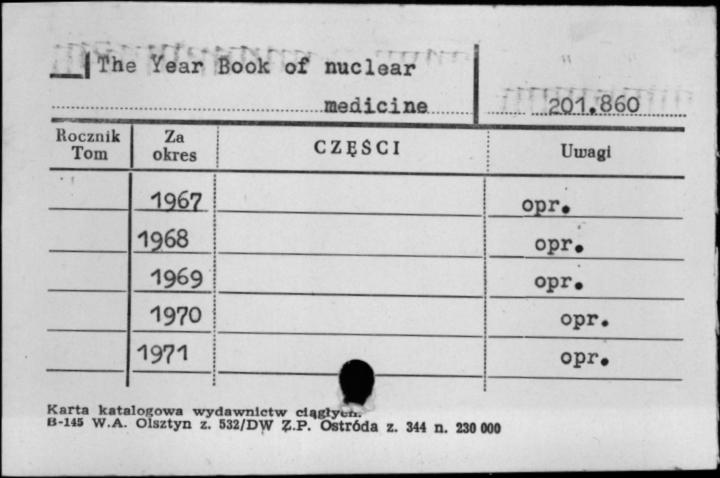 The Year Book of nuclear
medicine 201.860
Rocznik Tom Za okres CZĘŚCI Uwagi
1967 opr.
1968 opr.
1969 opr.
1970 opr.
1971 opr.
Karta katalogowa wydawnictw ciągłych.
B-145 W.A. Olsztyn z. 532/DW Z.P. Ostróda z. 344 n. 230 000